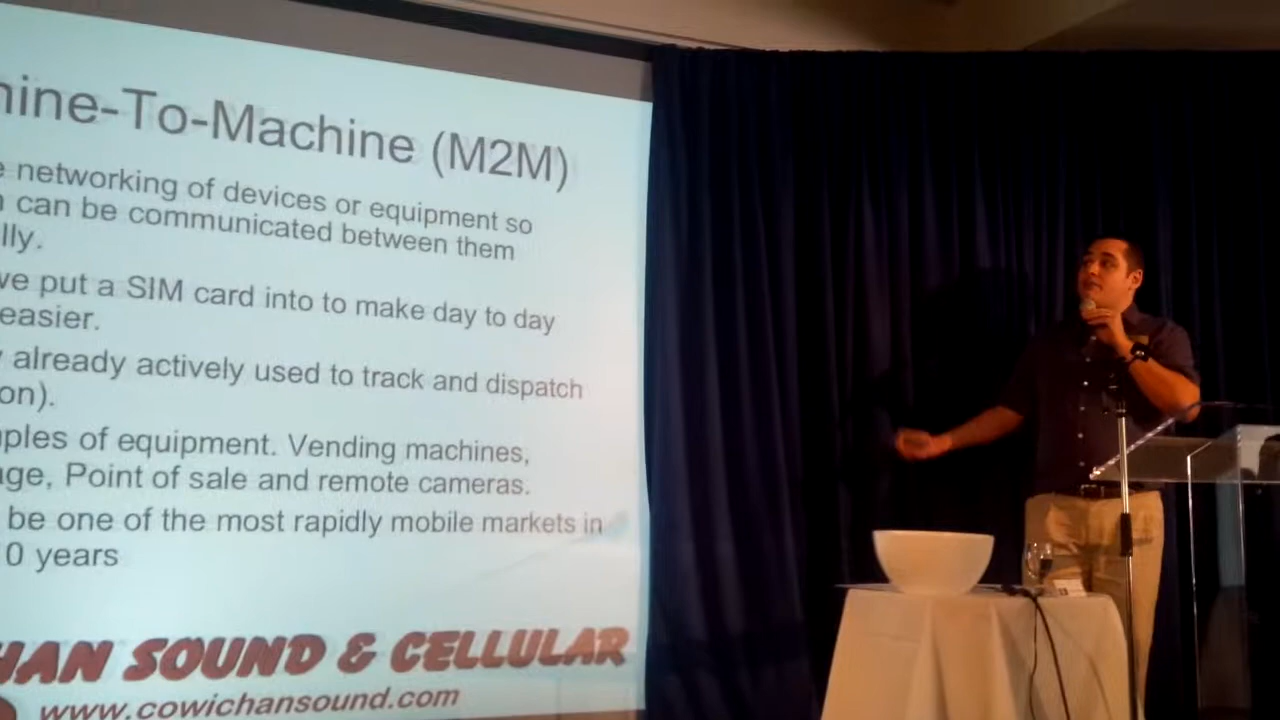 hine-To-Machine (M2M)
e networking of devices or equipment so
n can be communicated between them
lly.
ve put a SIM card into to make day to day
easier.
y already actively used to track and dispatch
on).
ples of equipment. Vending machines,
age, Point of sale and remote cameras.
be one of the most rapidly mobile markets in
0 years
HAN SOUND & CELLULAR
www.cowichansound.com